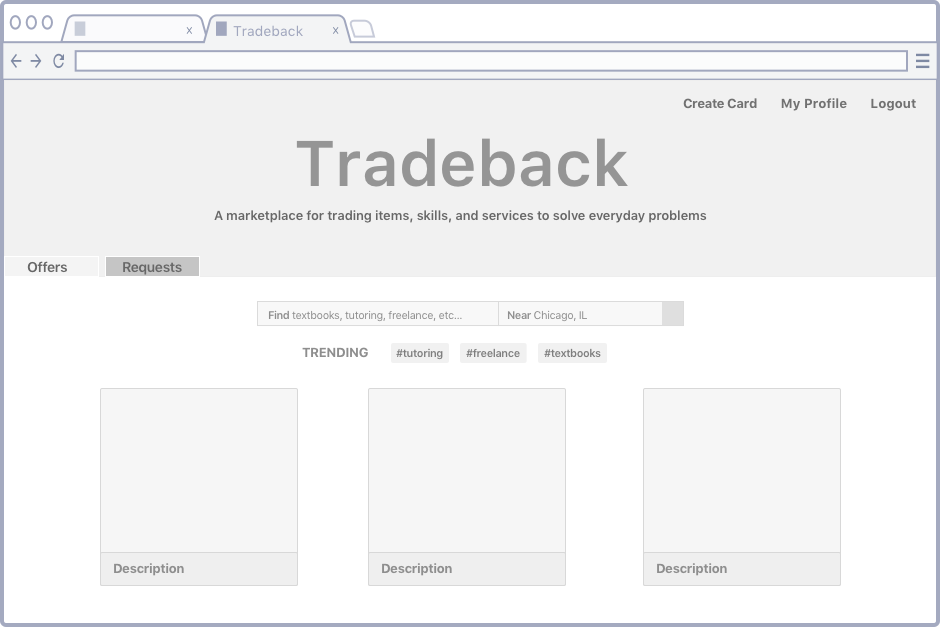 x
Tradeback x
Create Card My Profile Logout
Tradeback
A marketplace for trading items, skills, and services to solve everyday problems
Offers Requests
Find textbooks, tutoring, freelance, etc... Near Chicago, IL
TRENDING #tutoring #freelance #textbooks
Description Description Description